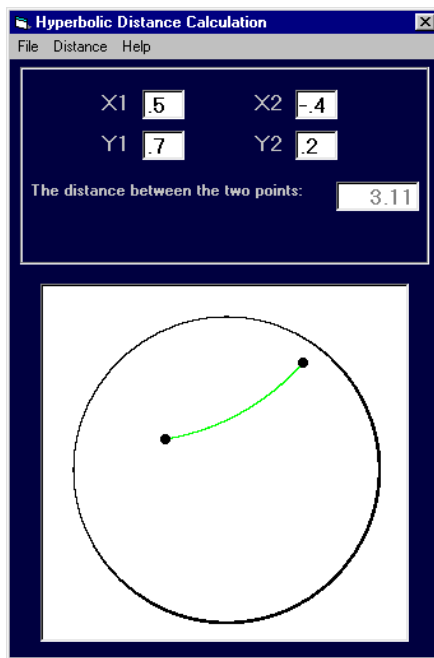 Hyperbolic Distance Calculation
File Distance Help
X1 .5 X2 -.4
Y1 .7 Y2 .2
The distance between the two points: 3.11